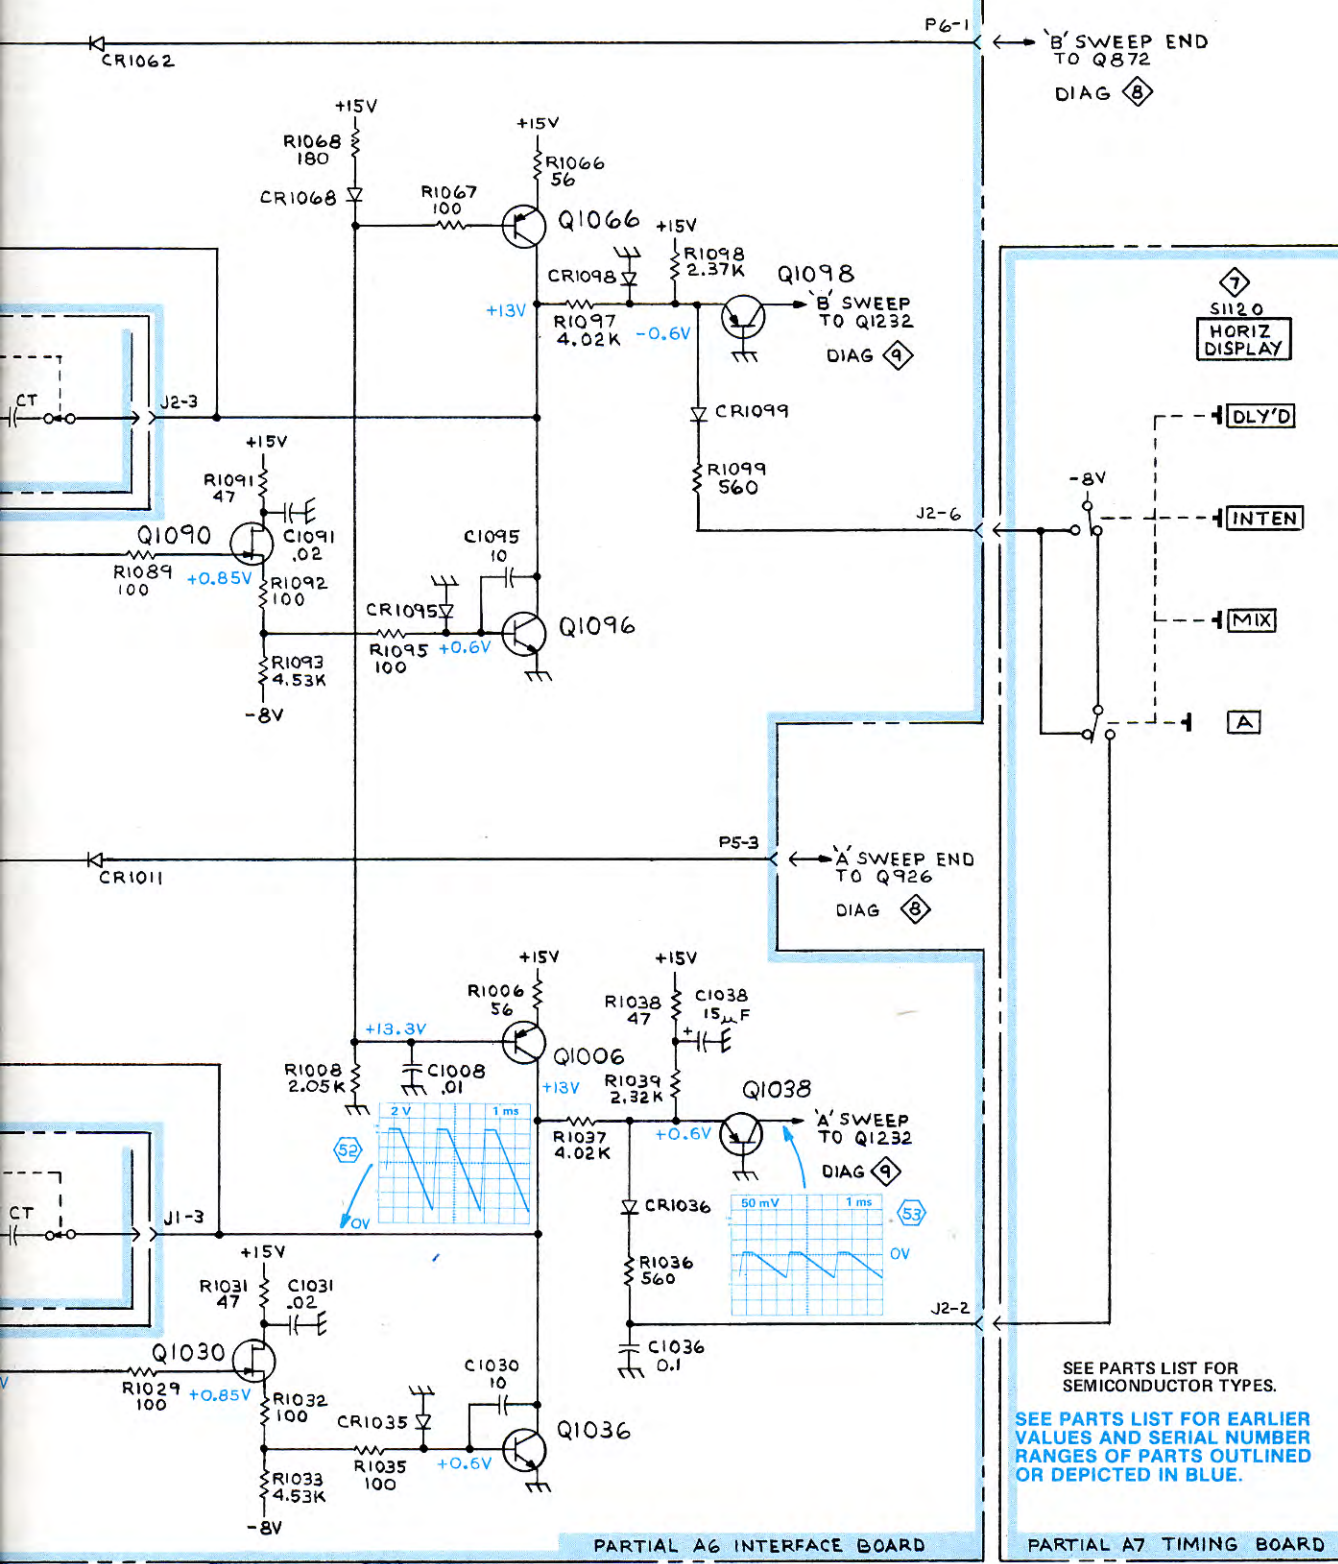 P6-1
'B' SWEEP END
TO Q872
DIAG 8
CR1062
+15V
R1068
180
CR1068
+15V
R1066
56
R1067
100
Q1066
+15V
R1098
2.37K
CR1098
Q1098
'B' SWEEP
TO Q1232
DIAG 9
+13V
R1097
4.02K
-0.6V
7
S1120
HORIZ
DISPLAY
CT
J2-3
CR1099
DLY'D
+15V
R1091
47
R1099
560
-8V
J2-6
INTEN
Q1090
C1091
.02
C1095
10
R1089
100
+0.85V
R1092
100
CR1095
Q1096
MIX
R1095
100
+0.6V
R1093
4.53K
-8V
A
P5-3
'A' SWEEP END
TO Q926
DIAG 8
CR1011
+15V
R1006
56
+15V
R1038
47
C1038
15µF
+
+13.3V
Q1006
R1008
2.05K
C1008
.01
+13V
R1039
2.32K
Q1038
2 V
1 ms
52
0V
R1037
4.02K
+0.6V
'A' SWEEP
TO Q1232
DIAG 9
CT
J1-3
CR1036
50 mV
1 ms
53
0V
+15V
R1031
47
C1031
.02
R1036
560
J2-2
Q1030
C1030
10
C1036
0.1
V
R1029
100
+0.85V
R1032
100
CR1035
Q1036
R1035
100
+0.6V
R1033
4.53K
-8V
SEE PARTS LIST FOR
SEMICONDUCTOR TYPES.
SEE PARTS LIST FOR EARLIER
VALUES AND SERIAL NUMBER
RANGES OF PARTS OUTLINED
OR DEPICTED IN BLUE.
PARTIAL A6 INTERFACE BOARD
PARTIAL A7 TIMING BOARD